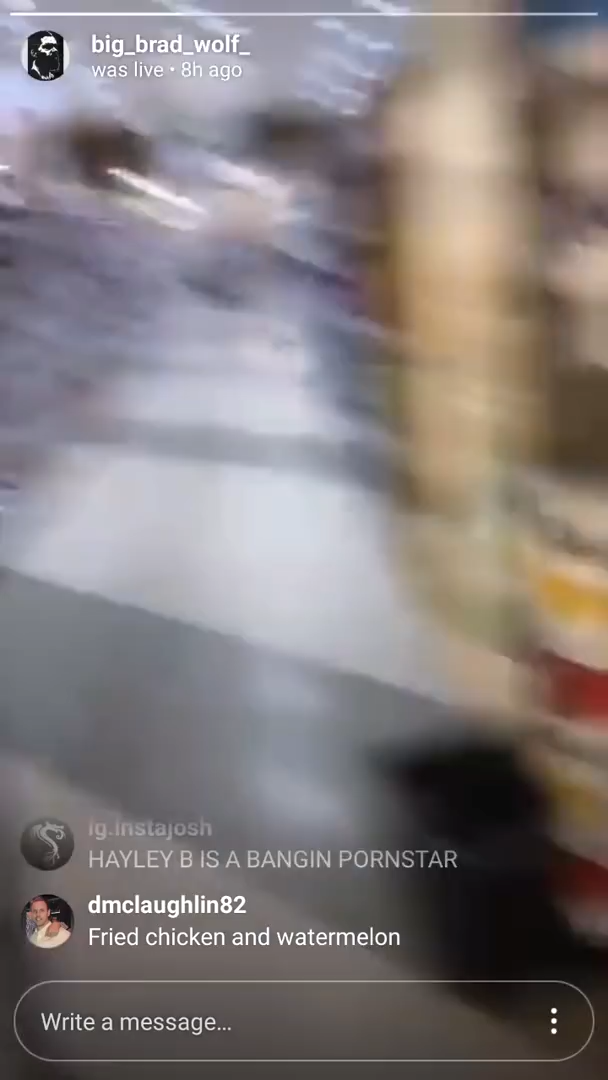 big_brad_wolf_
was live • 8h ago
ig.instajosh
HAYLEY B IS A BANGIN PORNSTAR
dmclaughlin82
Fried chicken and watermelon
Write a message...